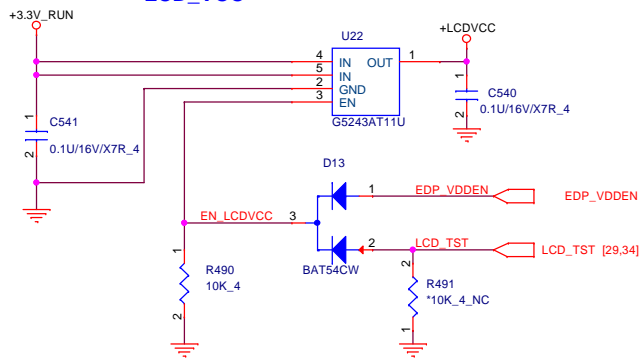 +3.3V_RUN
U22
+LCDVCC
4 IN OUT 1
5 IN
2 GND
3 EN
G5243AT11U
1
C541
0.1U/16V/X7R_4
2
1
C540
0.1U/16V/X7R_4
2
D13
1 EDP_VDDEN EDP_VDDEN
EN_LCDVCC 3
2 LCD_TST LCD_TST [29,34]
BAT54CW
1
R490
10K_4
2
2
R491
*10K_4_NC
1